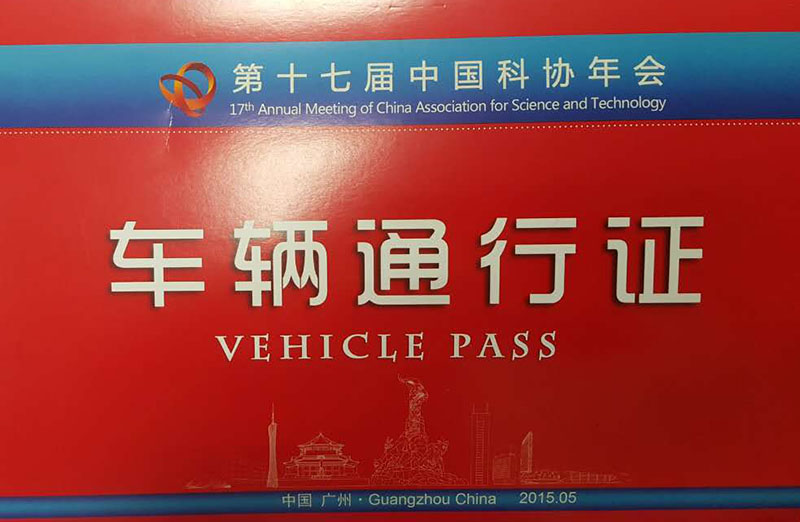 第十七届中国科协年会
17th Annual Meeting of China Association for Science and Technology
车辆通行证
VEHICLE PASS
中国 广州·Guangzhou China 2015.05